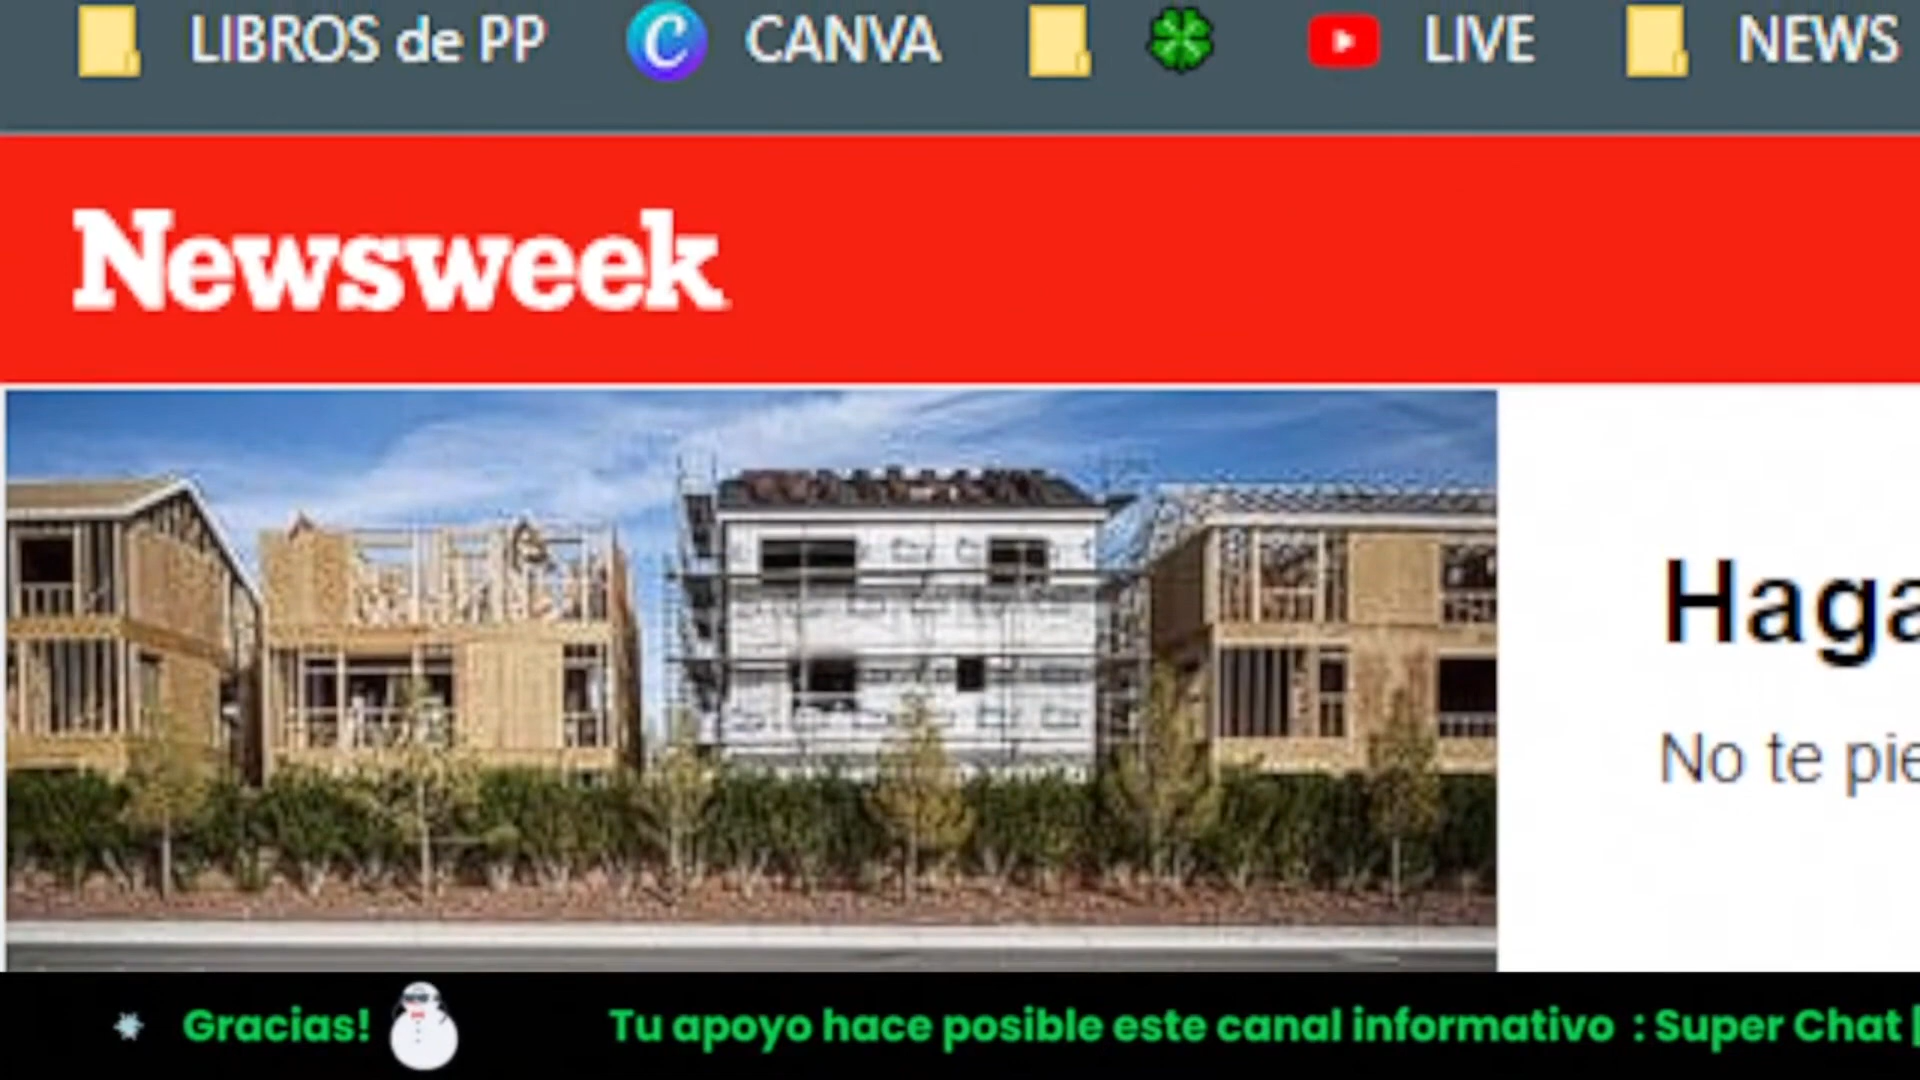 LIBROS de PP CANVA LIVE NEWS
Newsweek
Haga
No te pie
Gracias! Tu apoyo hace posible este canal informativo : Super Chat |